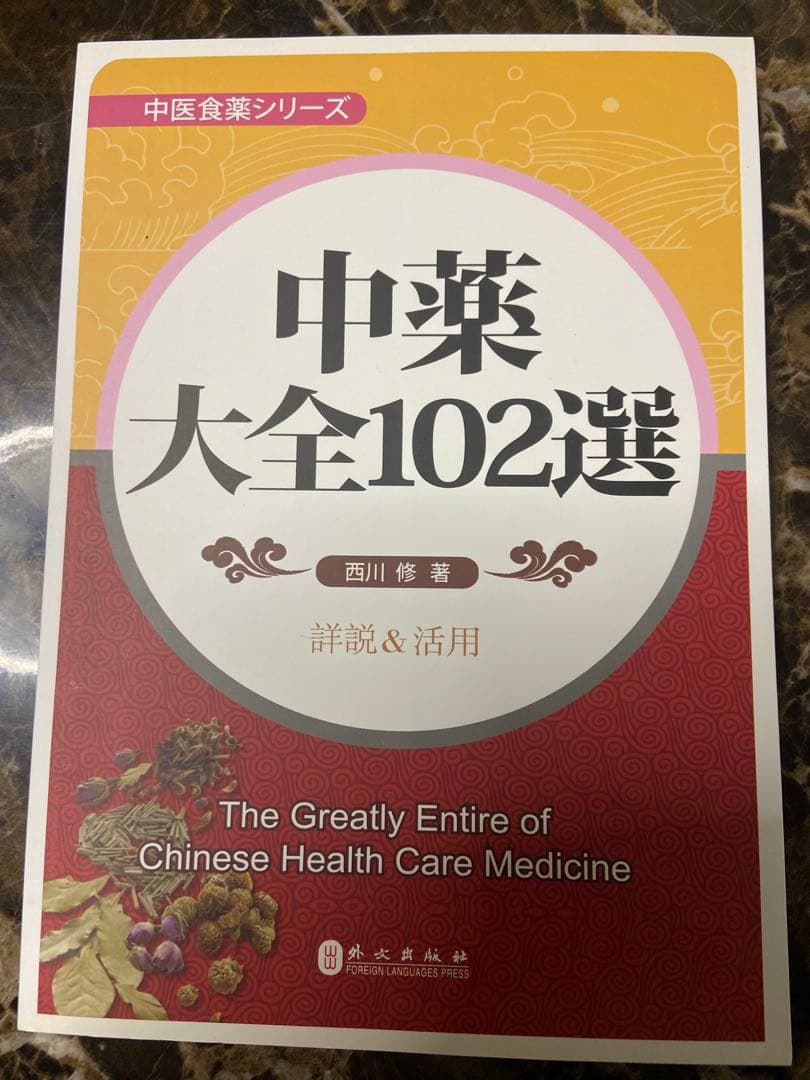 中医食薬シリーズ
中薬
大全102選
西川 修 著
詳説&活用
The Greatly Entire of
Chinese Health Care Medicine
外文出版社
FOREIGN LANGUAGES PRESS